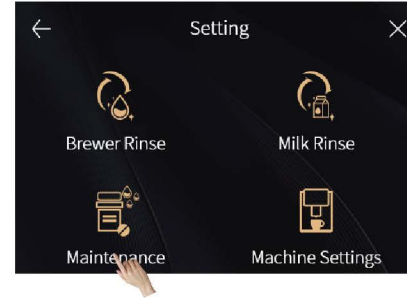 Setting
Brewer Rinse
Milk Rinse
Maintenance
Machine Settings